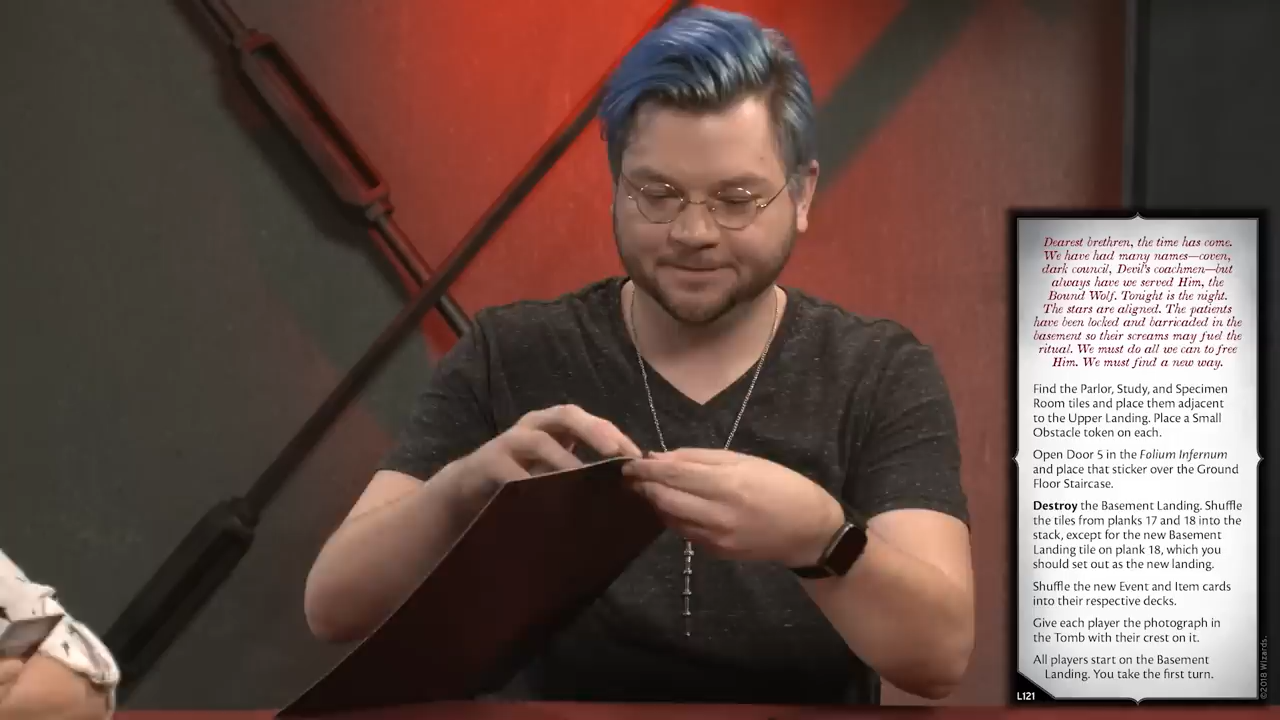 Dearest brethren, the time has come.
We have had many names—coven,
dark council, Devil's coachmen—but
always have we served Him, the
Bound Wolf. Tonight is the night.
The stars are aligned. The patients
have been locked and barricaded in the
basement so their screams may fuel the
ritual. We must do all we can to free
Him. We must find a new way.
Find the Parlor, Study, and Specimen
Room tiles and place them adjacent
to the Upper Landing. Place a Small
Obstacle token on each.
Open Door 5 in the Folium Infernum
and place that sticker over the Ground
Floor Staircase.
Destroy the Basement Landing. Shuffle
the tiles from planks 17 and 18 into the
stack, except for the new Basement
Landing tile on plank 18, which you
should set out as the new landing.
Shuffle the new Event and Item cards
into their respective decks.
Give each player the photograph in
the Tomb with their crest on it.
All players start on the Basement
Landing. You take the first turn.
L121
©2018 Wizards.